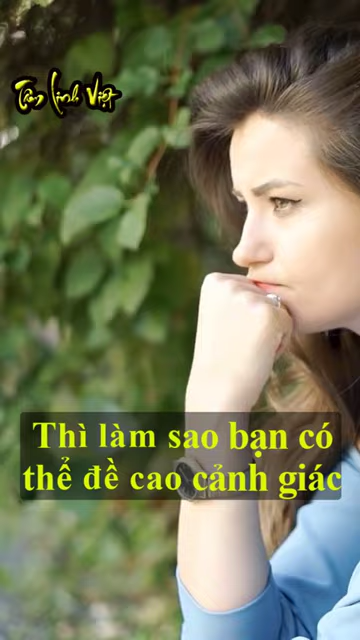 Tâm Linh Việt
Thì làm sao bạn có
thể đề cao cảnh giác